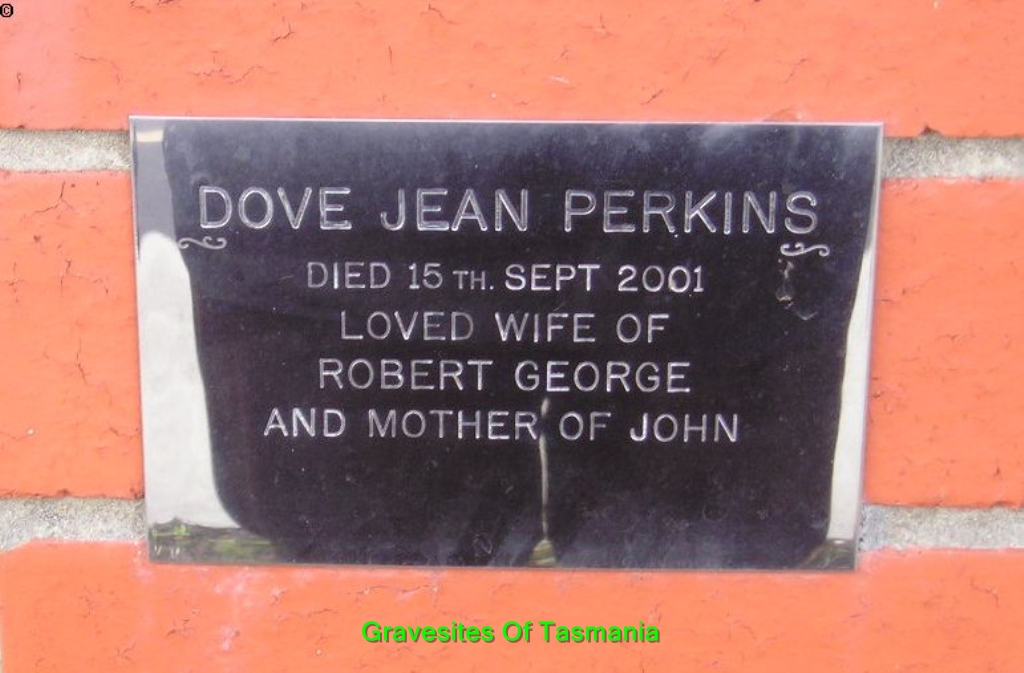 ©
DOVE JEAN PERKINS
DIED 15 TH. SEPT 2001
LOVED WIFE OF
ROBERT GEORGE
AND MOTHER OF JOHN
Gravesites Of Tasmania